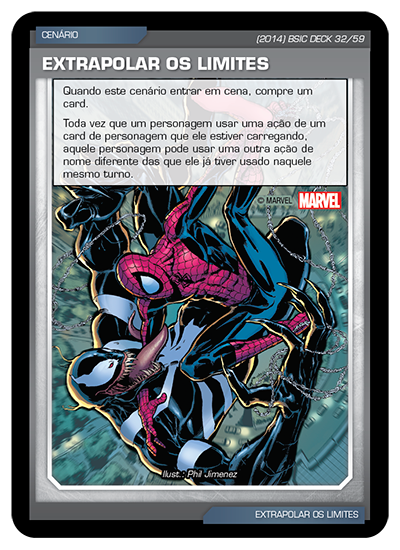 CENÁRIO
(2014) BSIC DECK 32/59
EXTRAPOLAR OS LIMITES
Quando este cenário entrar em cena, compre um
card.
Toda vez que um personagem usar uma ação de um
card de personagem que ele estiver carregando,
aquele personagem pode usar uma outra ação de
nome diferente das que ele já tiver usado naquele
mesmo turno.
© MARVEL MARVEL
Ilust.: Phil Jimenez
EXTRAPOLAR OS LIMITES